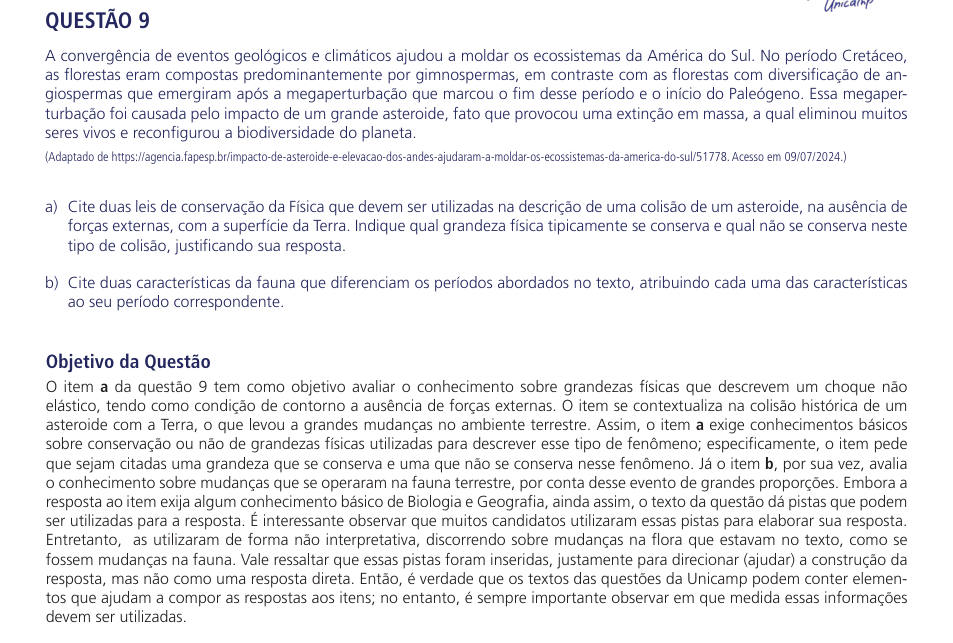 Unicamp
QUESTÃO 9
A convergência de eventos geológicos e climáticos ajudou a moldar os ecossistemas da América do Sul. No período Cretáceo,
as florestas eram compostas predominantemente por gimnospermas, em contraste com as florestas com diversificação de an-
giospermas que emergiram após a megaperturbação que marcou o fim desse período e o início do Paleógeno. Essa megaper-
turbação foi causada pelo impacto de um grande asteroide, fato que provocou uma extinção em massa, a qual eliminou muitos
seres vivos e reconfigurou a biodiversidade do planeta.
(Adaptado de https://agencia.fapesp.br/impacto-de-asteroide-e-elevacao-dos-andes-ajudaram-a-moldar-os-ecossistemas-da-america-do-sul/51778. Acesso em 09/07/2024.)
a) Cite duas leis de conservação da Física que devem ser utilizadas na descrição de uma colisão de um asteroide, na ausência de
forças externas, com a superfície da Terra. Indique qual grandeza física tipicamente se conserva e qual não se conserva neste
tipo de colisão, justificando sua resposta.
b) Cite duas características da fauna que diferenciam os períodos abordados no texto, atribuindo cada uma das características
ao seu período correspondente.
Objetivo da Questão
O item a da questão 9 tem como objetivo avaliar o conhecimento sobre grandezas físicas que descrevem um choque não
elástico, tendo como condição de contorno a ausência de forças externas. O item se contextualiza na colisão histórica de um
asteroide com a Terra, o que levou a grandes mudanças no ambiente terrestre. Assim, o item a exige conhecimentos básicos
sobre conservação ou não de grandezas físicas utilizadas para descrever esse tipo de fenômeno; especificamente, o item pede
que sejam citadas uma grandeza que se conserva e uma que não se conserva nesse fenômeno. Já o item b, por sua vez, avalia
o conhecimento sobre mudanças que se operaram na fauna terrestre, por conta desse evento de grandes proporções. Embora a
resposta ao item exija algum conhecimento básico de Biologia e Geografia, ainda assim, o texto da questão dá pistas que podem
ser utilizadas para a resposta. É interessante observar que muitos candidatos utilizaram essas pistas para elaborar sua resposta.
Entretanto, as utilizaram de forma não interpretativa, discorrendo sobre mudanças na flora que estavam no texto, como se
fossem mudanças na fauna. Vale ressaltar que essas pistas foram inseridas, justamente para direcionar (ajudar) a construção da
resposta, mas não como uma resposta direta. Então, é verdade que os textos das questões da Unicamp podem conter elemen-
tos que ajudam a compor as respostas aos itens; no entanto, é sempre importante observar em que medida essas informações
devem ser utilizadas.